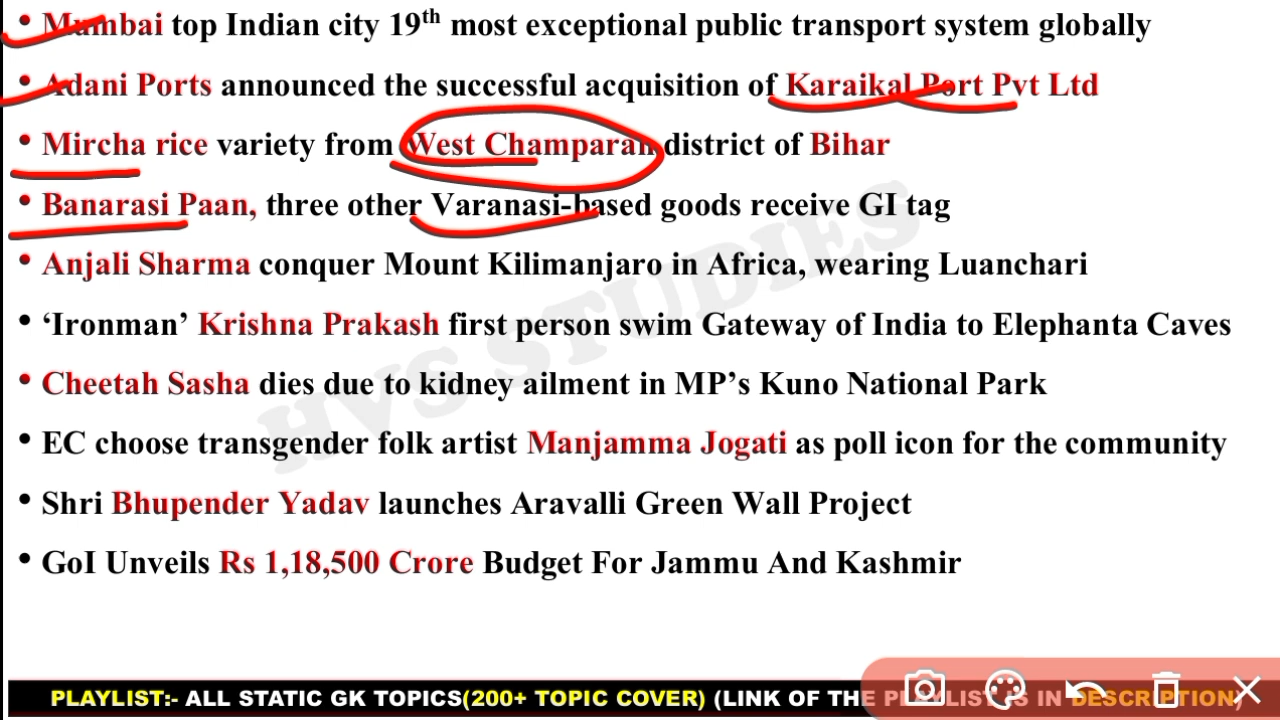 • Mumbai top Indian city 19th most exceptional public transport system globally
• Adani Ports announced the successful acquisition of Karaikal Port Pvt Ltd
• Mircha rice variety from West Champaran district of Bihar
• Banarasi Paan, three other Varanasi-based goods receive GI tag
• Anjali Sharma conquer Mount Kilimanjaro in Africa, wearing Luanchari
• ‘Ironman’ Krishna Prakash first person swim Gateway of India to Elephanta Caves
• Cheetah Sasha dies due to kidney ailment in MP’s Kuno National Park
• EC choose transgender folk artist Manjamma Jogati as poll icon for the community
• Shri Bhupender Yadav launches Aravalli Green Wall Project
• GoI Unveils Rs 1,18,500 Crore Budget For Jammu And Kashmir
HVS STUDIES
PLAYLIST:- ALL STATIC GK TOPICS(200+ TOPIC COVER) (LINK OF THE PLAYLIST IS IN DESCRIPTION)